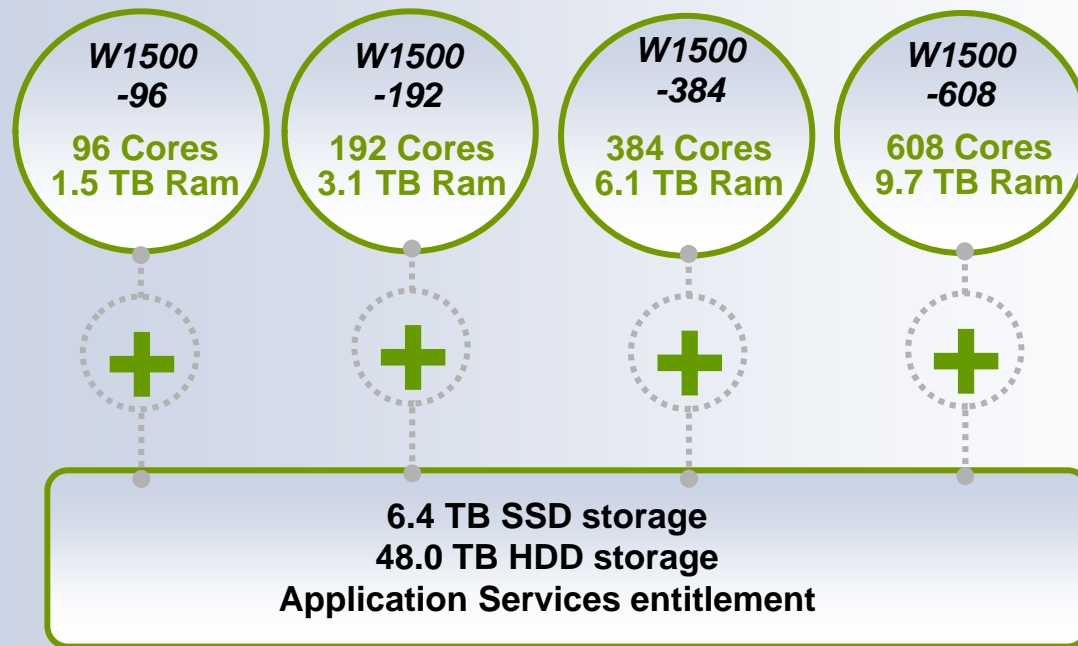 W1500
-96
96 Cores
1.5 TB Ram
W1500
-192
192 Cores
3.1 TB Ram
W1500
-384
384 Cores
6.1 TB Ram
W1500
-608
608 Cores
9.7 TB Ram
6.4 TB SSD storage
48.0 TB HDD storage
Application Services entitlement